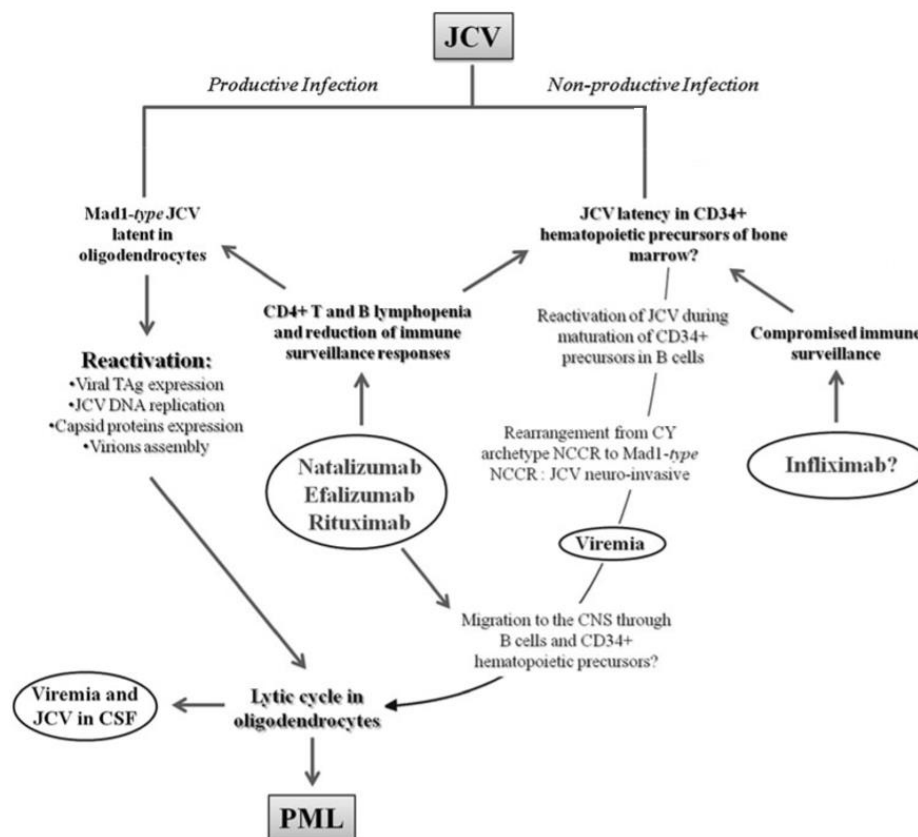 JCV
Productive Infection
Non-productive Infection
Mad1-type JCV
latent in
oligodendrocytes
JCV latency in CD34+
hematopoietic precursors of bone
marrow?
CD4+ T and B lymphopenia
and reduction of immune
surveillance responses
Reactivation of JCV during
maturation of CD34+
precursors in B cells
Compromised immune
surveillance
Reactivation:
•Viral TAg expression
•JCV DNA replication
•Capsid proteins expression
•Virions assembly
Natalizumab
Efalizumab
Rituximab
Rearrangement from CY
archetype NCCR to Mad1-type
NCCR : JCV neuro-invasive
Infliximab?
Viremia
Migration to the CNS through
B cells and CD34+
hematopoietic precursors?
Viremia and
JCV in CSF
Lytic cycle in
oligodendrocytes
PML